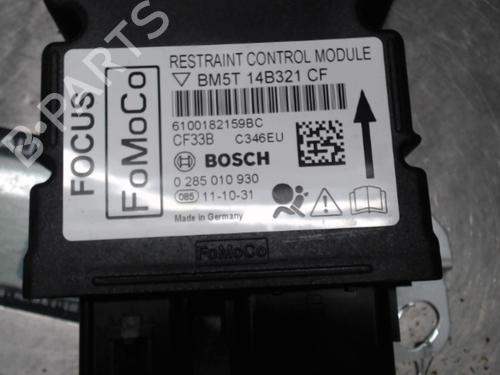 RESTRAINT CONTROL MODULE
BM5T 14B321 CF
6100182159BC
CF33B C346EU
BOSCH
0 285 010 930
085 11-10-31
Made in Germany
FOCUS
FoMoCo
FoMoCo
B-PARTS